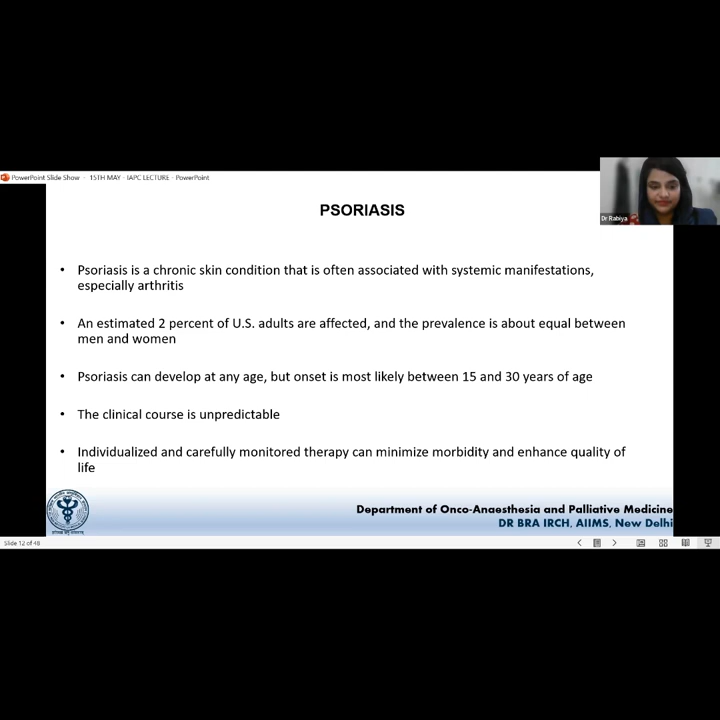 PowerPoint Slide Show - 15TH MAY - IAPC LECTURE - PowerPoint
Dr Rabiya
PSORIASIS
• Psoriasis is a chronic skin condition that is often associated with systemic manifestations,
especially arthritis
• An estimated 2 percent of U.S. adults are affected, and the prevalence is about equal between
men and women
• Psoriasis can develop at any age, but onset is most likely between 15 and 30 years of age
• The clinical course is unpredictable
• Individualized and carefully monitored therapy can minimize morbidity and enhance quality of
life
Department of Onco-Anaesthesia and Palliative Medicine
DR BRA IRCH, AIIMS, New Delhi
Slide 12 of 48